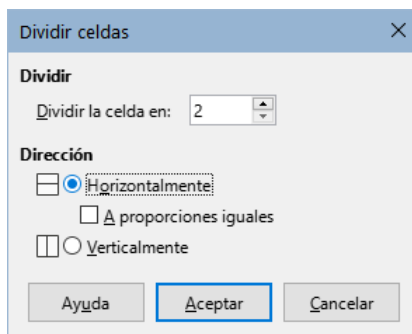 Dividir celdas
Dividir
Dividir la celda en: 2
Dirección
Horizontalmente
A proporciones iguales
Verticalmente
Ayuda Aceptar Cancelar